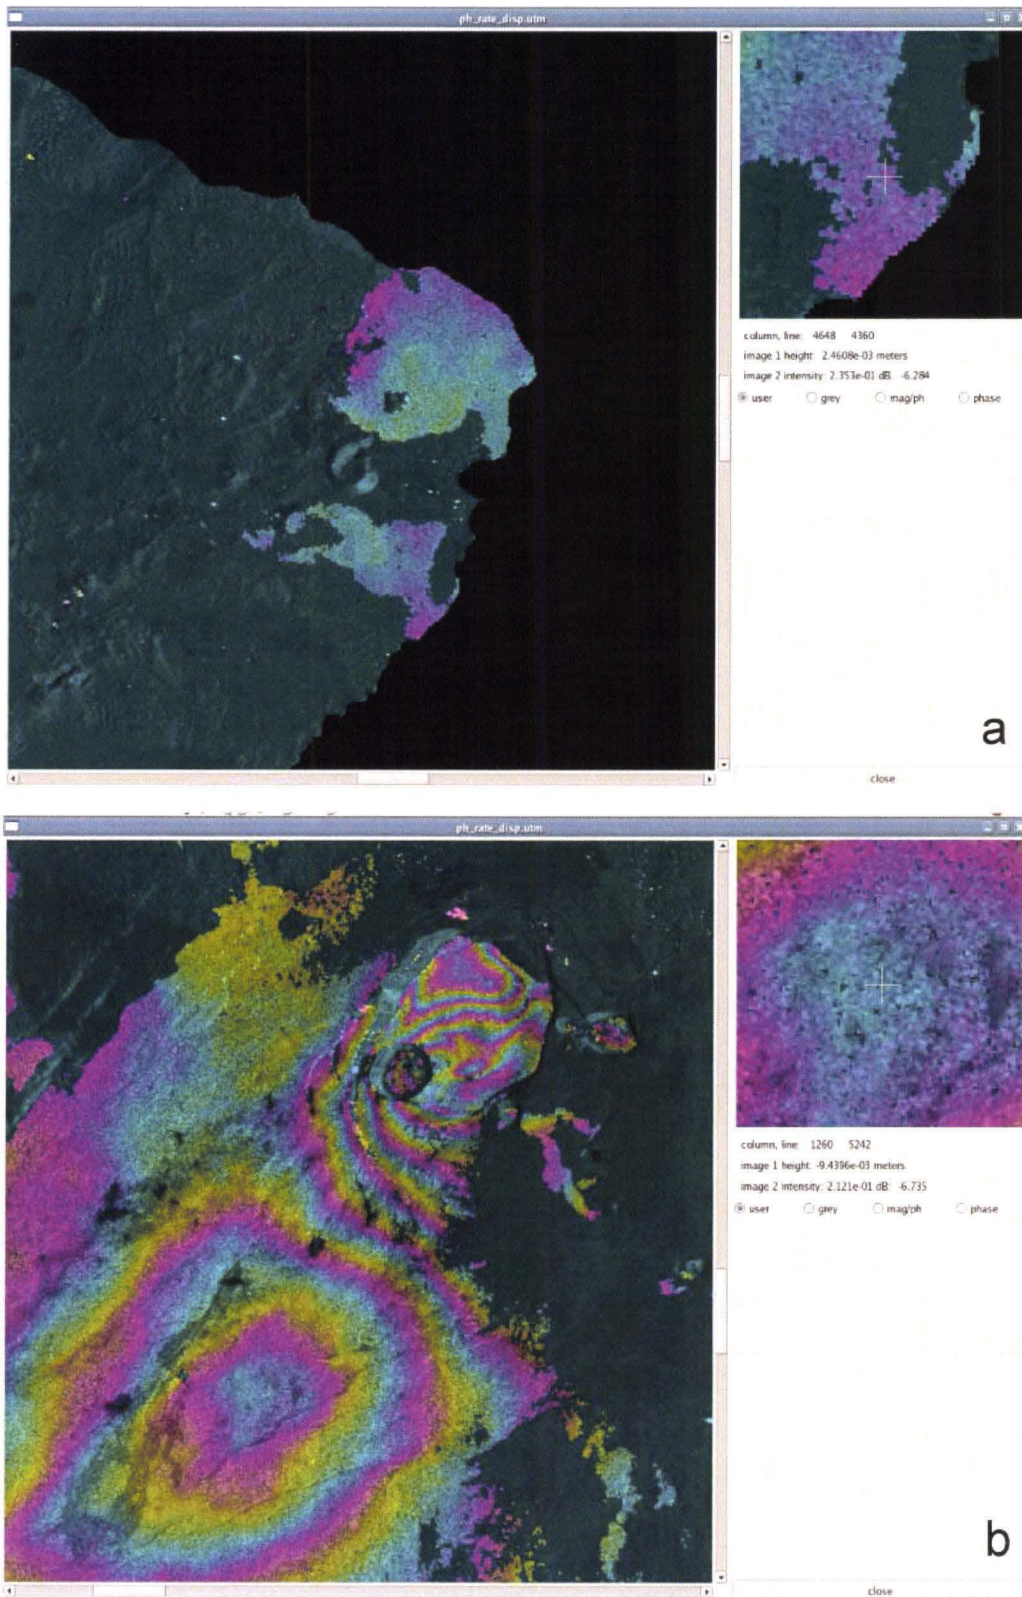 ph_rate_disp.utm
column, line: 4648 4360
image 1 height: 2.4608e-03 meters
image 2 intensity: 2.353e-01 dB: -6.284
user grey mag/ph phase
a
close
ph_rate_disp.utm
column, line: 1260 5242
image 1 height: -9.4396e-03 meters
image 2 intensity: 2.121e-01 dB: -6.735
user grey mag/ph phase
b
close